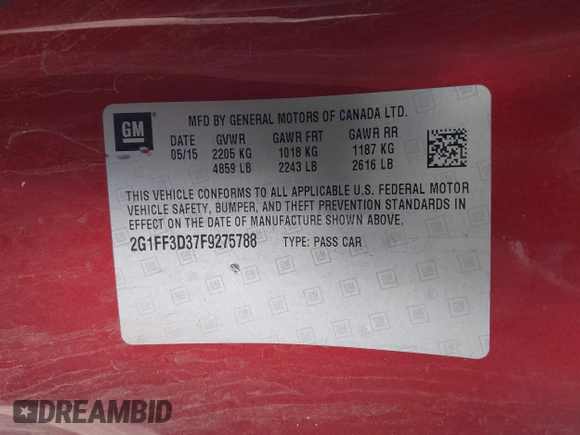 GM
MFD BY GENERAL MOTORS OF CANADA LTD.
DATE GVWR GAWR FRT GAWR RR
05/15 2205 KG 1018 KG 1187 KG
4859 LB 2243 LB 2616 LB
THIS VEHICLE CONFORMS TO ALL APPLICABLE U.S. FEDERAL MOTOR
VEHICLE SAFETY, BUMPER, AND THEFT PREVENTION STANDARDS IN
EFFECT ON THE DATE OF MANUFACTURE SHOWN ABOVE.
2G1FF3D37F9275788 TYPE: PASS CAR
DREAMBID